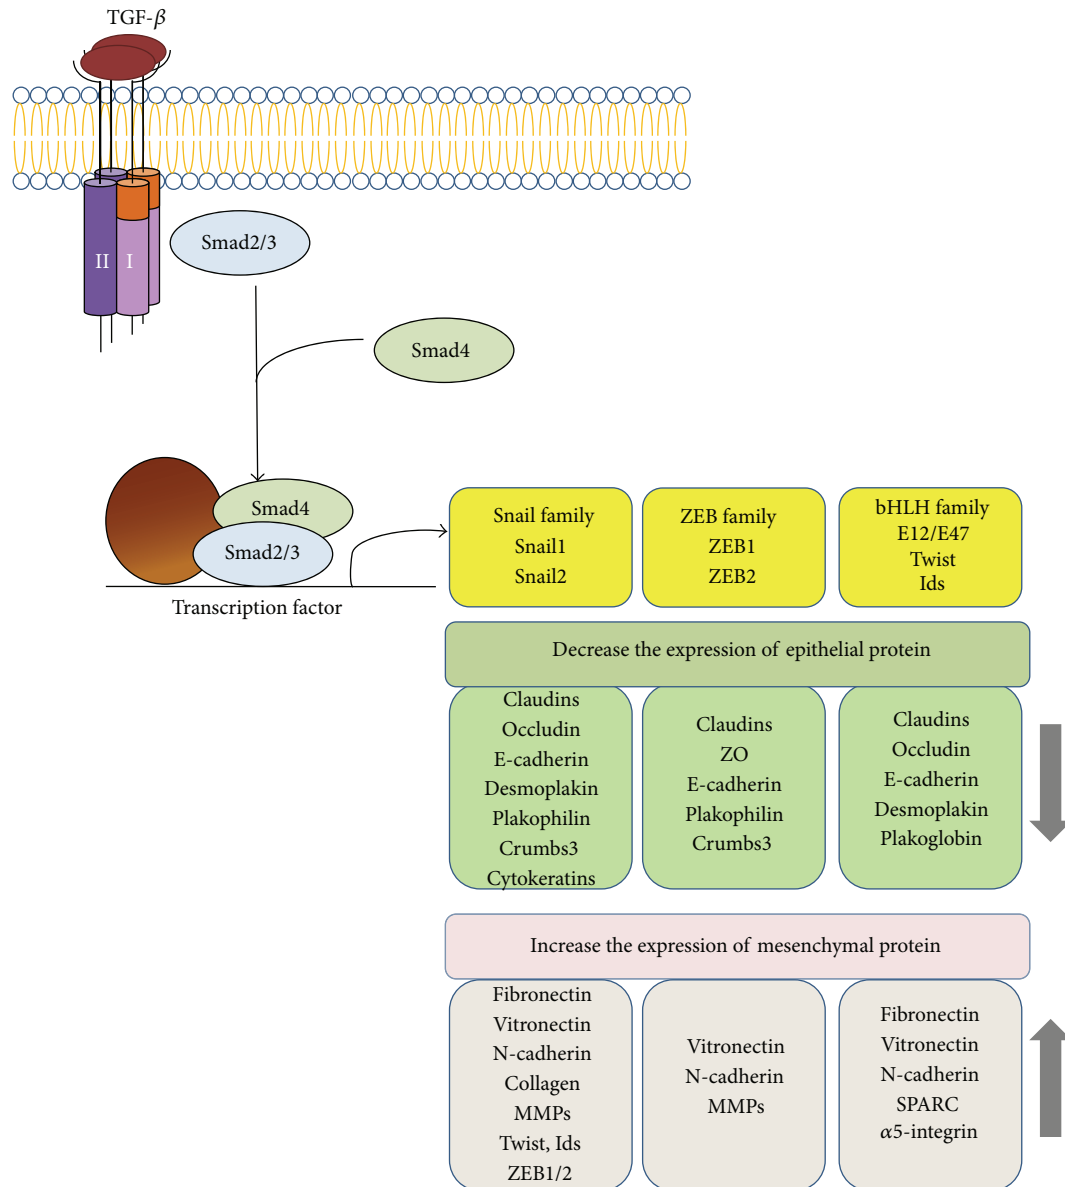 TGF-β
II
I
Smad2/3
Smad4
Smad4
Smad2/3
Transcription factor
Snail family
Snail1
Snail2
ZEB family
ZEB1
ZEB2
bHLH family
E12/E47
Twist
Ids
Decrease the expression of epithelial protein
Claudins
Occludin
E-cadherin
Desmoplakin
Plakophilin
Crumbs3
Cytokeratins
Claudins
ZO
E-cadherin
Plakophilin
Crumbs3
Claudins
Occludin
E-cadherin
Desmoplakin
Plakoglobin
Increase the expression of mesenchymal protein
Fibronectin
Vitronectin
N-cadherin
Collagen
MMPs
Twist, Ids
ZEB1/2
Vitronectin
N-cadherin
MMPs
Fibronectin
Vitronectin
N-cadherin
SPARC
α5-integrin